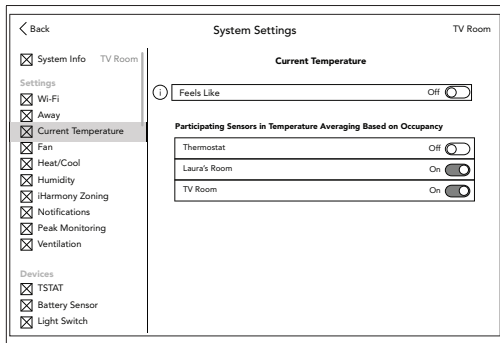 Back
System Settings
TV Room
System Info TV Room
Settings
Wi-Fi
Away
Current Temperature
Fan
Heat/Cool
Humidity
iHarmony Zoning
Notifications
Peak Monitoring
Ventilation
Devices
TSTAT
Battery Sensor
Light Switch
Current Temperature
i
Feels Like Off
Participating Sensors in Temperature Averaging Based on Occupancy
Thermostat Off
Laura's Room On
TV Room On